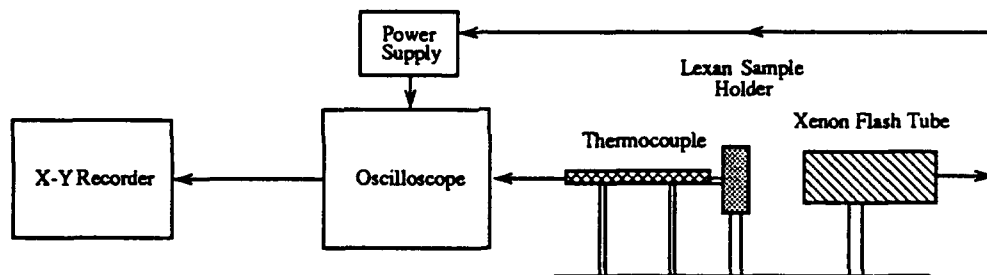 Power
Supply
Lexan Sample
Holder
Xenon Flash Tube
Thermocouple
X-Y Recorder
Oscilloscope